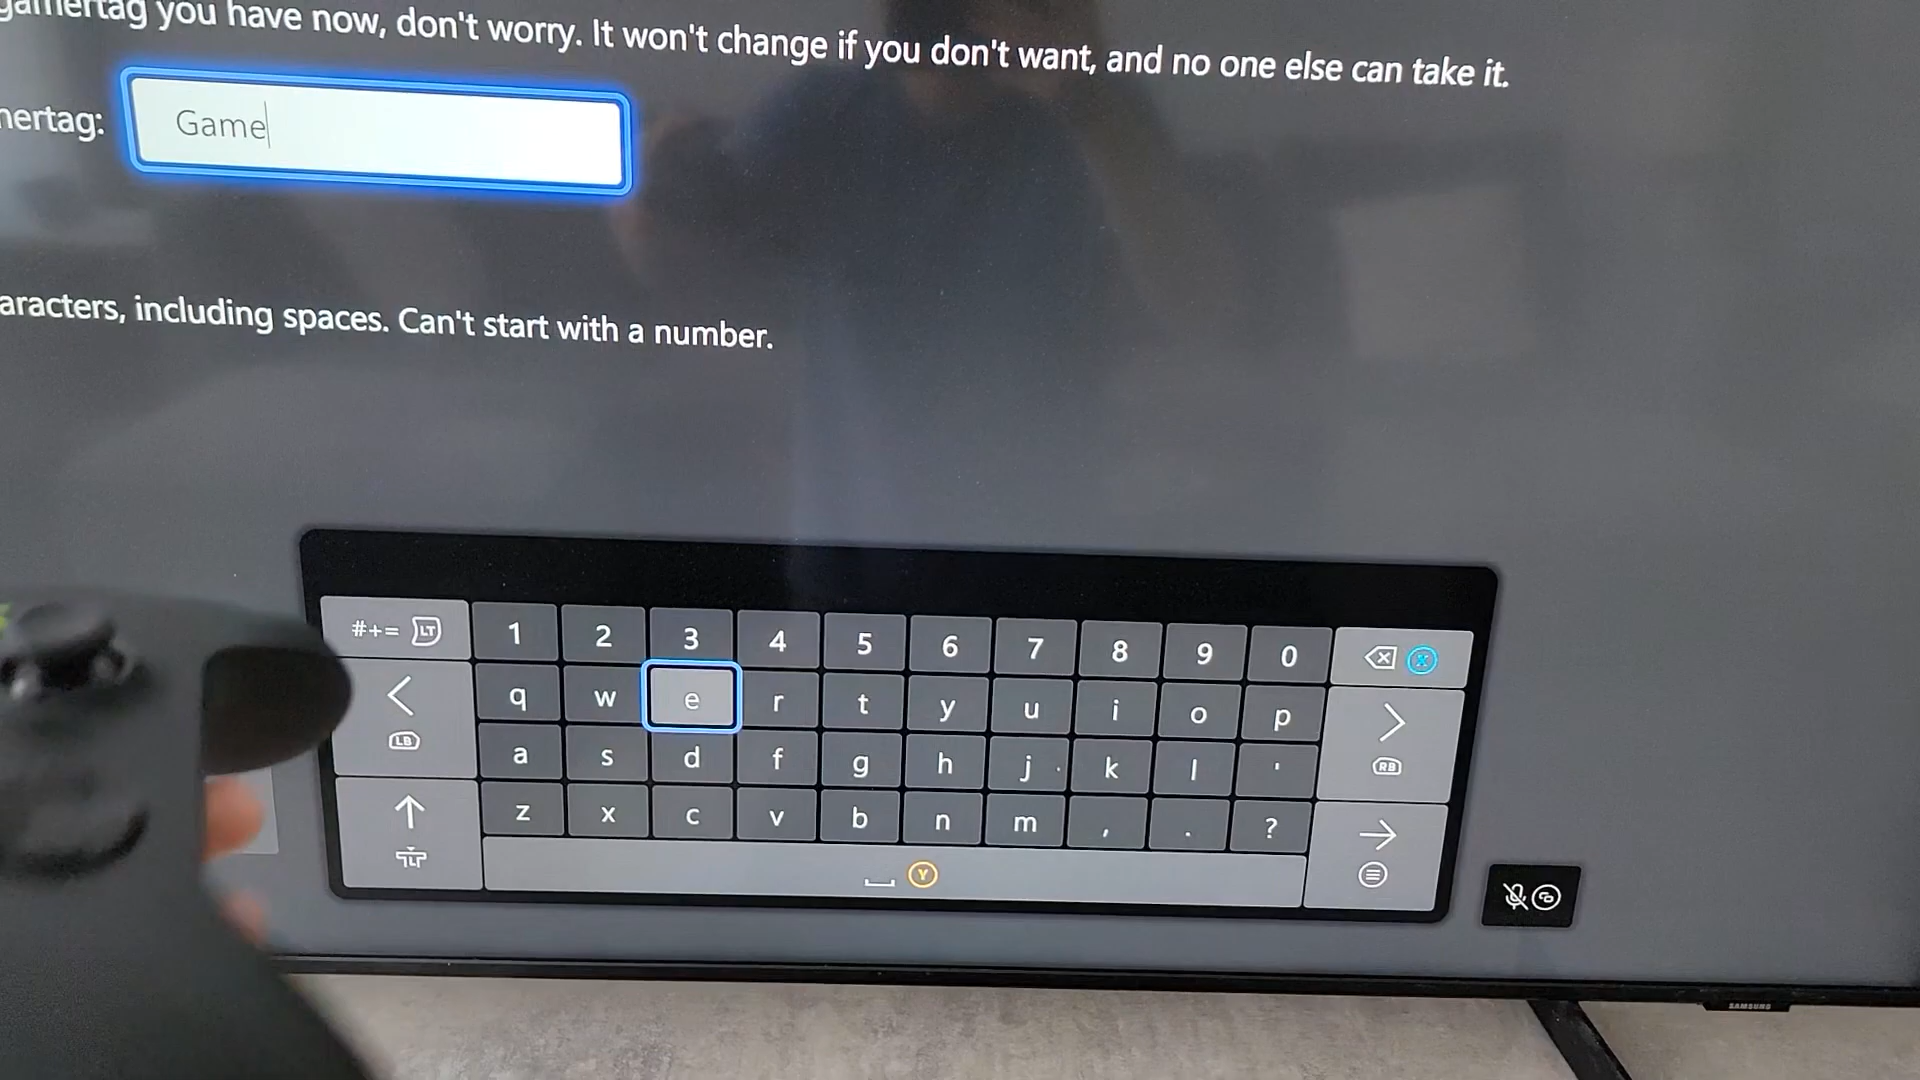 gamertag you have now, don't worry. It won't change if you don't want, and no one else can take it.
mertag: Game
aracters, including spaces. Can't start with a number.
#+= LT 1 2 3 4 5 6 7 8 9 0 X
LB q w e r t y u i o p RB
a s d f g h j k l '
z x c v b n m , . ?
Y
SAMSUNG